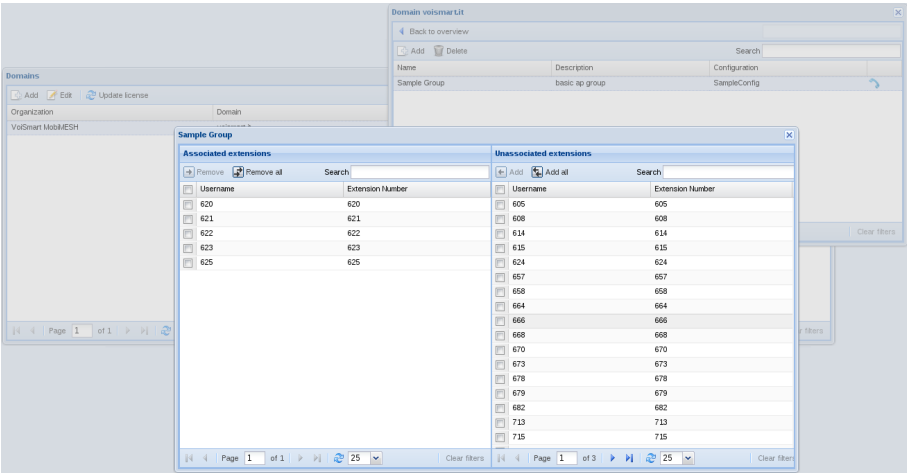 Domain voismart.it
Back to overview
Add Delete Search
Name Description Configuration
Sample Group basic ap group SampleConfig
Clear filters
Domains
Add Edit Update license
Organization Domain
VoiSmart MobiMESH
Page 1 of 1
Sample Group
Associated extensions
Remove Remove all Search
Username Extension Number
620 620
621 621
622 622
623 623
625 625
Page 1 of 1 25 Clear filters
Unassociated extensions
Add Add all Search
Username Extension Number
605 605
608 608
614 614
615 615
624 624
657 657
658 658
664 664
666 666
668 668
670 670
673 673
678 678
679 679
682 682
713 713
715 715
Page 1 of 3 25 Clear filters